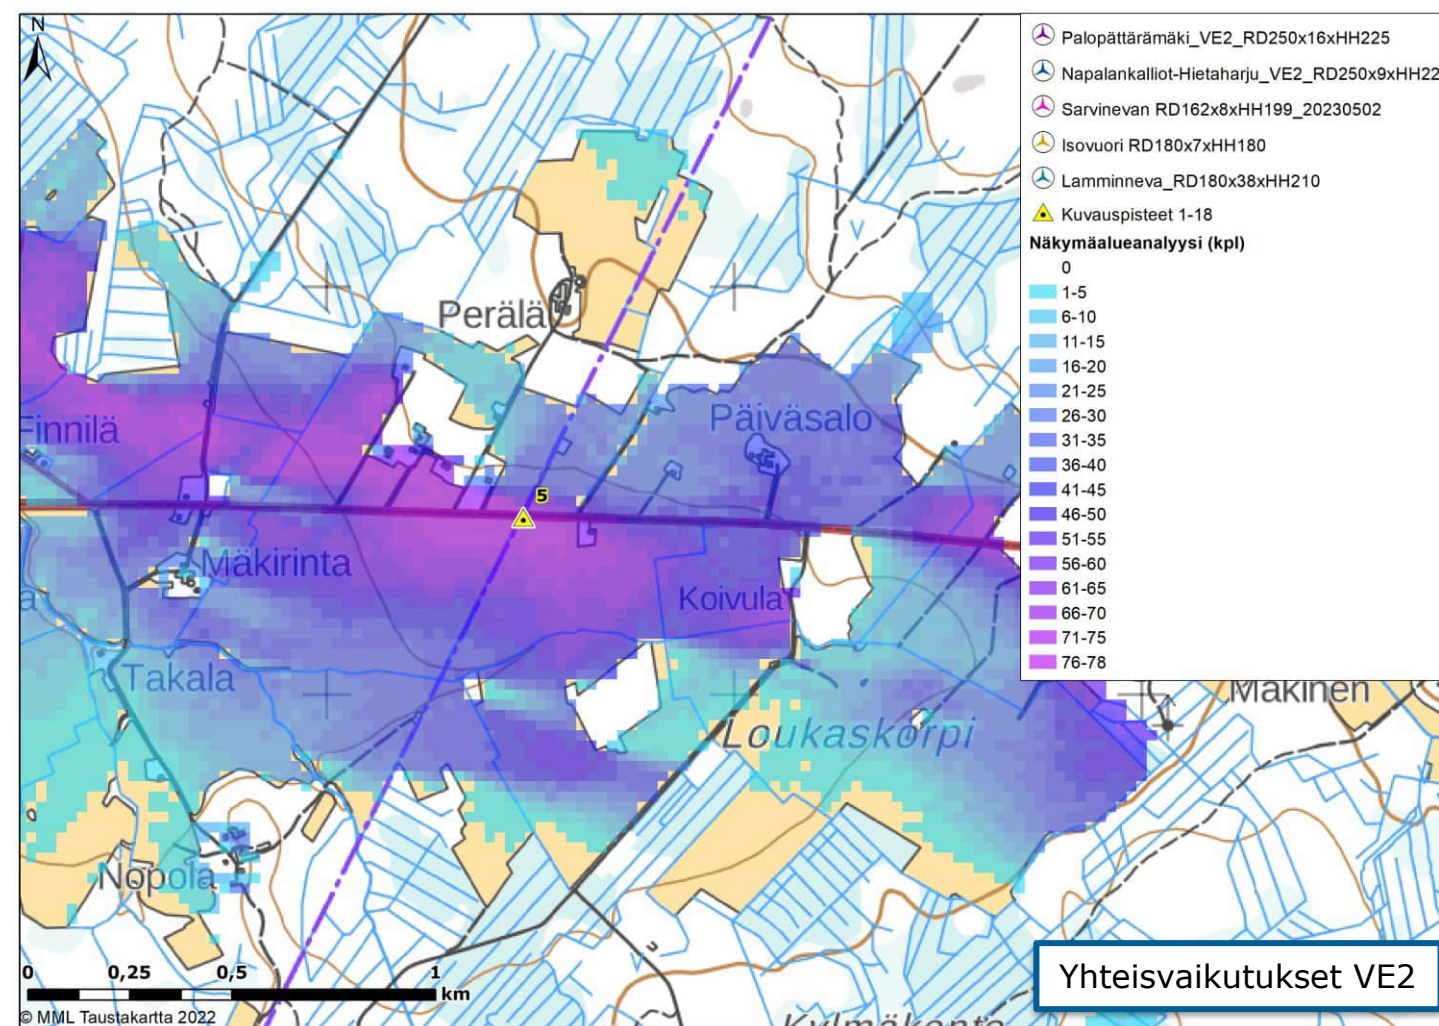 N
Palopättärämäki_VE2_RD250x16xHH225
Napalankalliot-Hietaharju_VE2_RD250x9xHH22
Sarvinevan RD162x8xHH199_20230502
Isovuori RD180x7xHH180
Lamminneva_RD180x38xHH210
Kuvauspisteet 1-18
Näkymäalueanalyysi (kpl)
0
1-5
6-10
11-15
16-20
21-25
26-30
31-35
36-40
41-45
46-50
51-55
56-60
61-65
66-70
71-75
76-78
Perälä
Päiväsalo
Finnilä
5
Mäkirinta
Koivula
a
Takala
Mäkinen
Loukaskorpi
Nopola
0 0,25 0,5 1
km
Yhteisvaikutukset VE2
© MML Taustakartta 2022